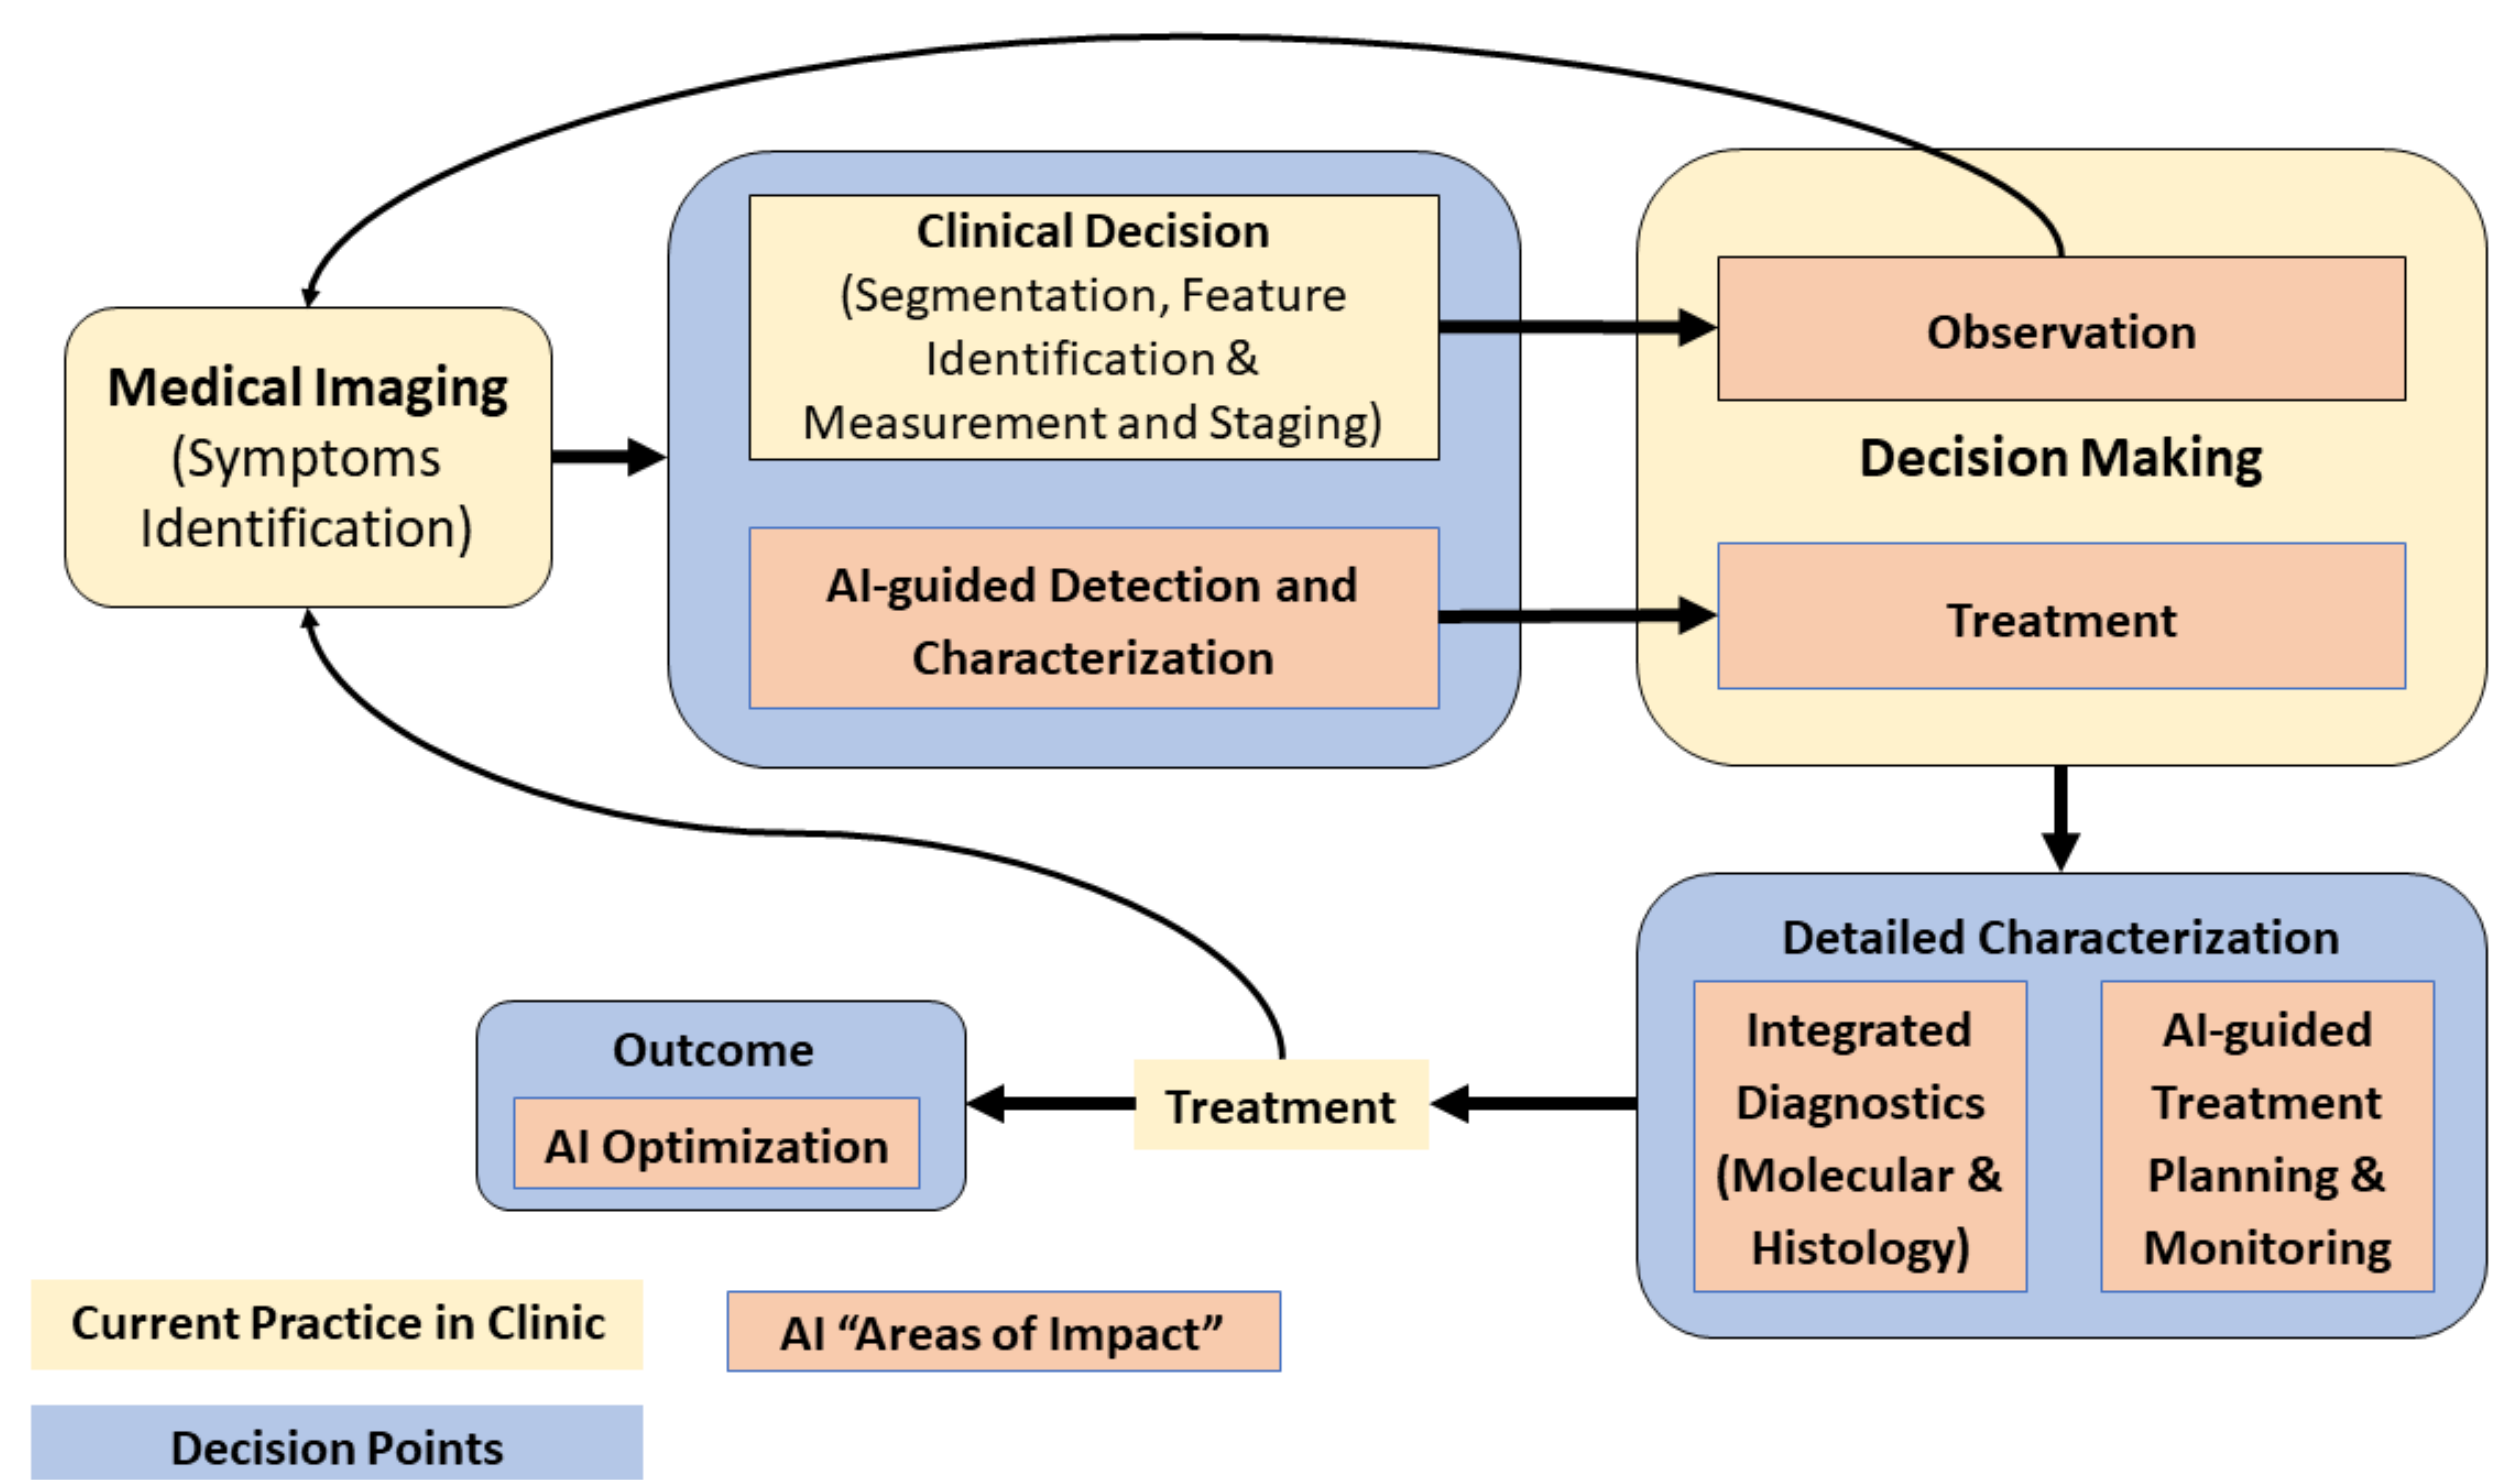 Medical Imaging
(Symptoms
Identification)
Clinical Decision
(Segmentation, Feature
Identification &
Measurement and Staging)
AI-guided Detection and
Characterization
Observation
Decision Making
Treatment
Detailed Characterization
Integrated
Diagnostics
(Molecular &
Histology)
AI-guided
Treatment
Planning &
Monitoring
Treatment
Outcome
AI Optimization
Current Practice in Clinic
AI “Areas of Impact”
Decision Points